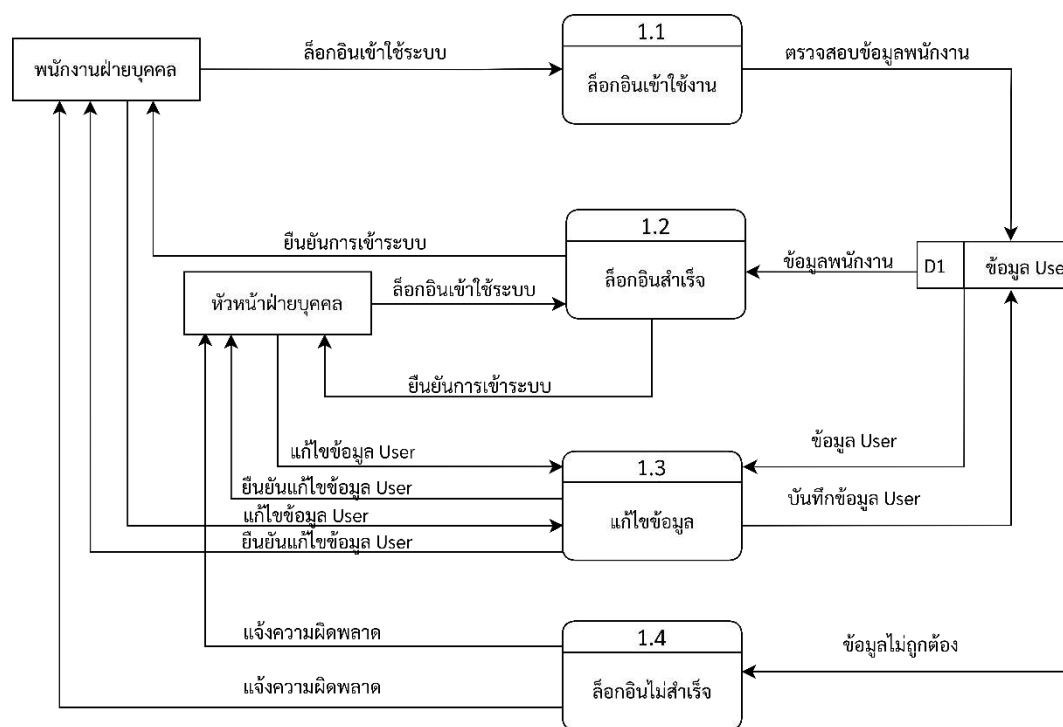 1.1
ล็อกอินเข้าใช้ระบบ
ตรวจสอบข้อมูลพนักงาน
พนักงานฝ่ายบุคคล
ล็อกอินเข้าใช้งาน
1.2
ยืนยันการเข้าระบบ
ข้อมูลพนักงาน
D1
ข้อมูล User
ล็อกอินสำเร็จ
ล็อกอินเข้าใช้ระบบ
หัวหน้าฝ่ายบุคคล
ยืนยันการเข้าระบบ
แก้ไขข้อมูล User
ข้อมูล User
1.3
ยืนยันแก้ไขข้อมูล User
บันทึกข้อมูล User
แก้ไขข้อมูล User
แก้ไขข้อมูล
ยืนยันแก้ไขข้อมูล User
แจ้งความผิดพลาด
1.4
ข้อมูลไม่ถูกต้อง
แจ้งความผิดพลาด
ล็อกอินไม่สำเร็จ